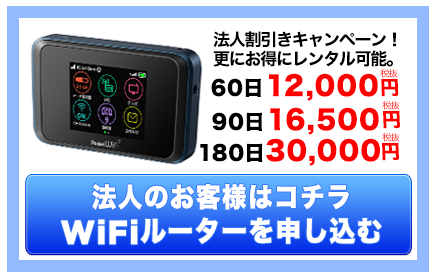 法人割引きキャンペーン！
更にお得にレンタル可能。
60日12,000円税抜
90日16,500円税抜
180日30,000円税抜
Pocket WiFi
法人のお客様はコチラ
WiFiルーターを申し込む